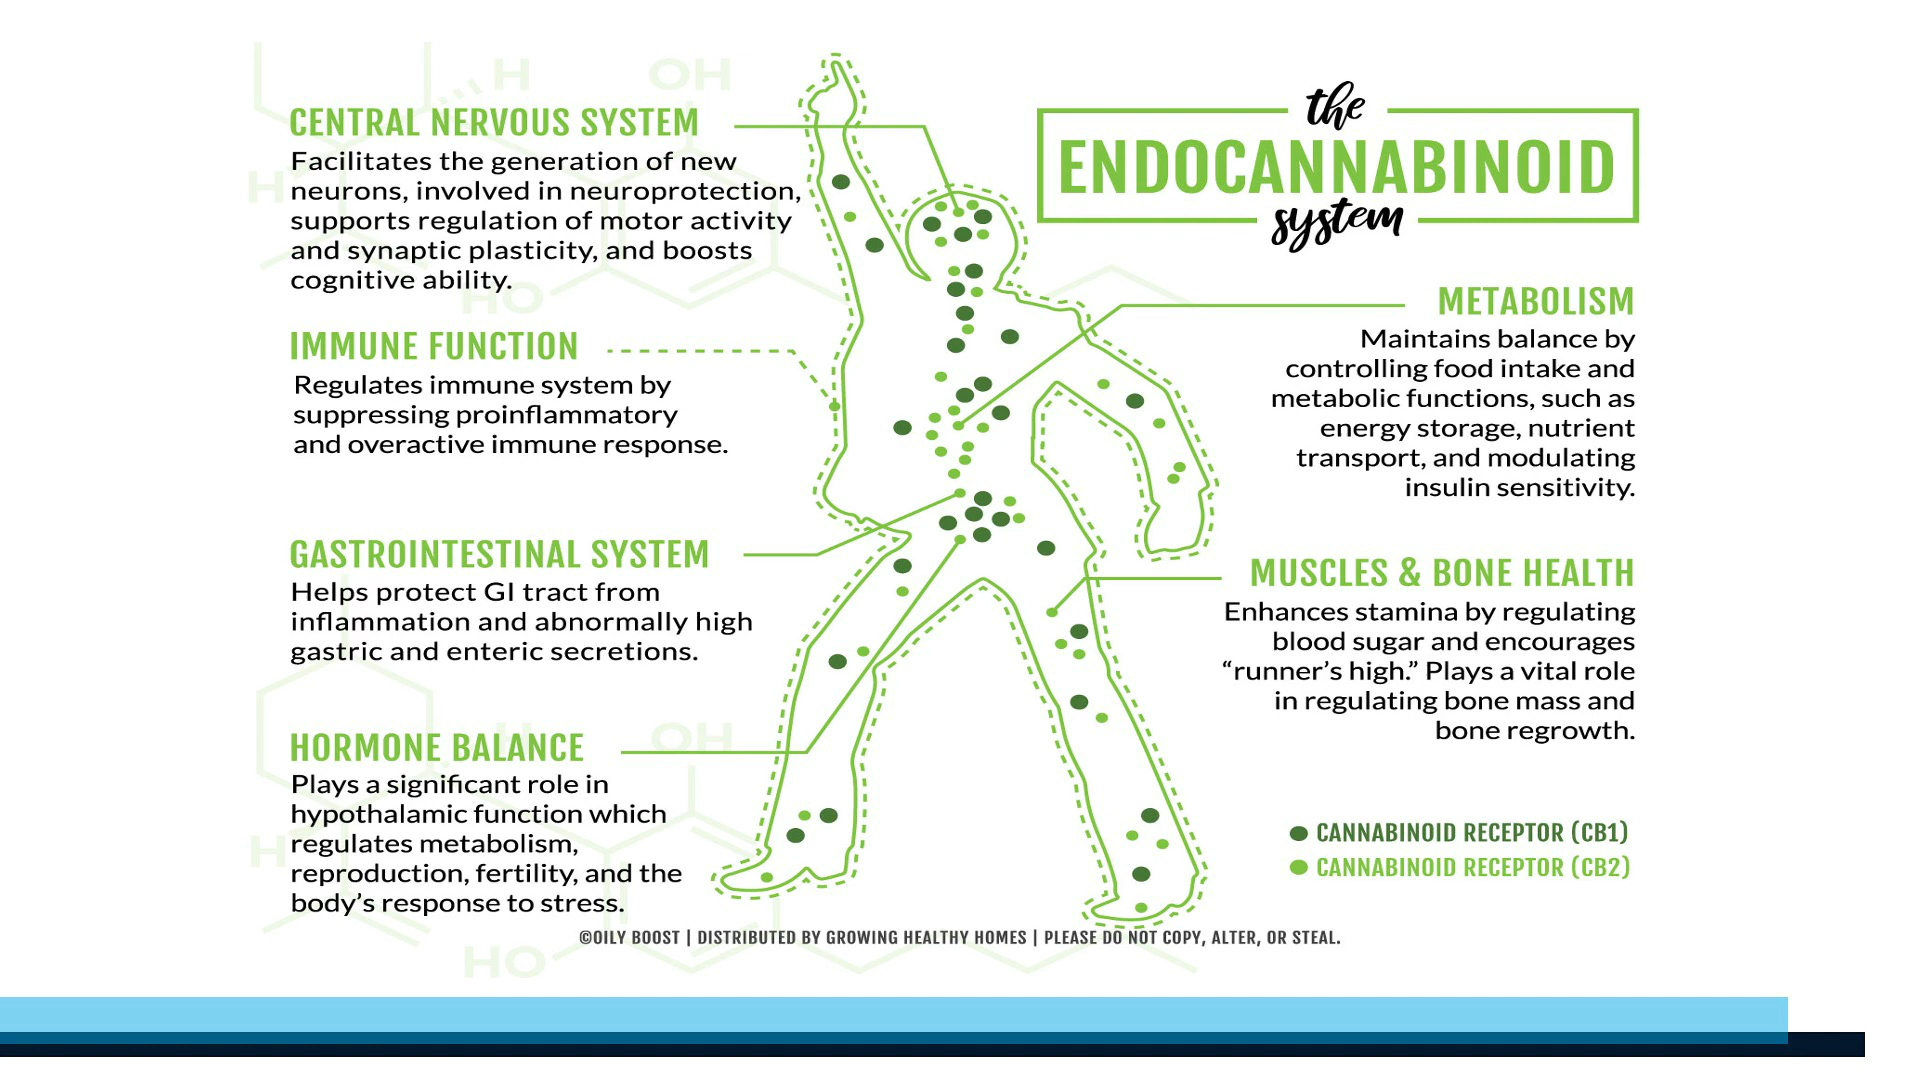 the
ENDOCANNABINOID
system
CENTRAL NERVOUS SYSTEM
Facilitates the generation of new
neurons, involved in neuroprotection,
supports regulation of motor activity
and synaptic plasticity, and boosts
cognitive ability.
IMMUNE FUNCTION
Regulates immune system by
suppressing proinflammatory
and overactive immune response.
GASTROINTESTINAL SYSTEM
Helps protect GI tract from
inflammation and abnormally high
gastric and enteric secretions.
HORMONE BALANCE
Plays a significant role in
hypothalamic function which
regulates metabolism,
reproduction, fertility, and the
body's response to stress.
METABOLISM
Maintains balance by
controlling food intake and
metabolic functions, such as
energy storage, nutrient
transport, and modulating
insulin sensitivity.
MUSCLES & BONE HEALTH
Enhances stamina by regulating
blood sugar and encourages
“runner’s high.” Plays a vital role
in regulating bone mass and
bone regrowth.
CANNABINOID RECEPTOR (CB1)
CANNABINOID RECEPTOR (CB2)
©OILY BOOST | DISTRIBUTED BY GROWING HEALTHY HOMES | PLEASE DO NOT COPY, ALTER, OR STEAL.
H
OH
H
HO
H
OH
H
HO